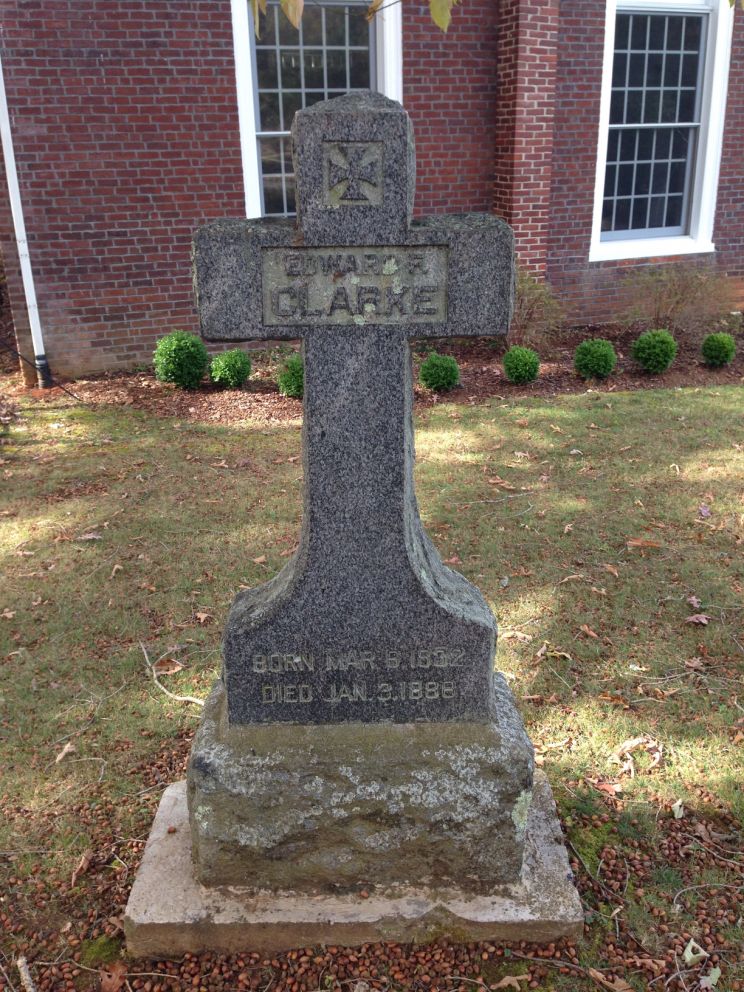 EDWARD R.
CLARKE
BORN MAR. 6. 1832
DIED JAN. 3. 1888.